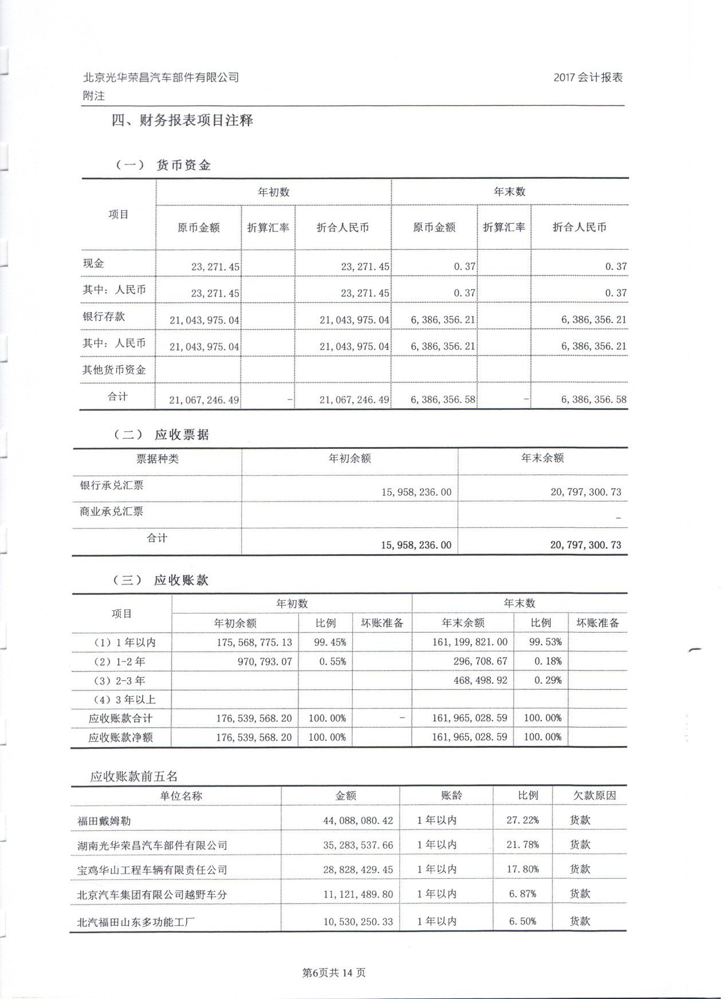 北京光华荣昌汽车部件有限公司 2017会计报表
附注
四、财务报表项目注释
（一） 货币资金
项目 年初数 年末数
原币金额 折算汇率 折合人民币 原币金额 折算汇率 折合人民币
现金 23,271.45 23,271.45 0.37 0.37
其中：人民币 23,271.45 23,271.45 0.37 0.37
银行存款 21,043,975.04 21,043,975.04 6,386,356.21 6,386,356.21
其中：人民币 21,043,975.04 21,043,975.04 6,386,356.21 6,386,356.21
其他货币资金
合计 21,067,246.49 - 21,067,246.49 6,386,356.58 - 6,386,356.58
（二） 应收票据
票据种类 年初余额 年末余额
银行承兑汇票 15,958,236.00 20,797,300.73
商业承兑汇票 -
合计 15,958,236.00 20,797,300.73
（三） 应收账款
项目 年初数 年末数
年初余额 比例 坏账准备 年末余额 比例 坏账准备
（1）1年以内 175,568,775.13 99.45% 161,199,821.00 99.53%
（2）1-2年 970,793.07 0.55% 296,708.67 0.18%
（3）2-3年 468,498.92 0.29%
（4）3年以上
应收账款合计 176,539,568.20 100.00% - 161,965,028.59 100.00%
应收账款净额 176,539,568.20 100.00% 161,965,028.59 100.00%
应收账款前五名
单位名称 金额 账龄 比例 欠款原因
福田戴姆勒 44,088,080.42 1年以内 27.22% 货款
湖南光华荣昌汽车部件有限公司 35,283,537.66 1年以内 21.78% 货款
宝鸡华山工程车辆有限责任公司 28,828,429.45 1年以内 17.80% 货款
北京汽车集团有限公司越野车分 11,121,489.80 1年以内 6.87% 货款
北汽福田山东多功能工厂 10,530,250.33 1年以内 6.50% 货款
第6页共 14 页